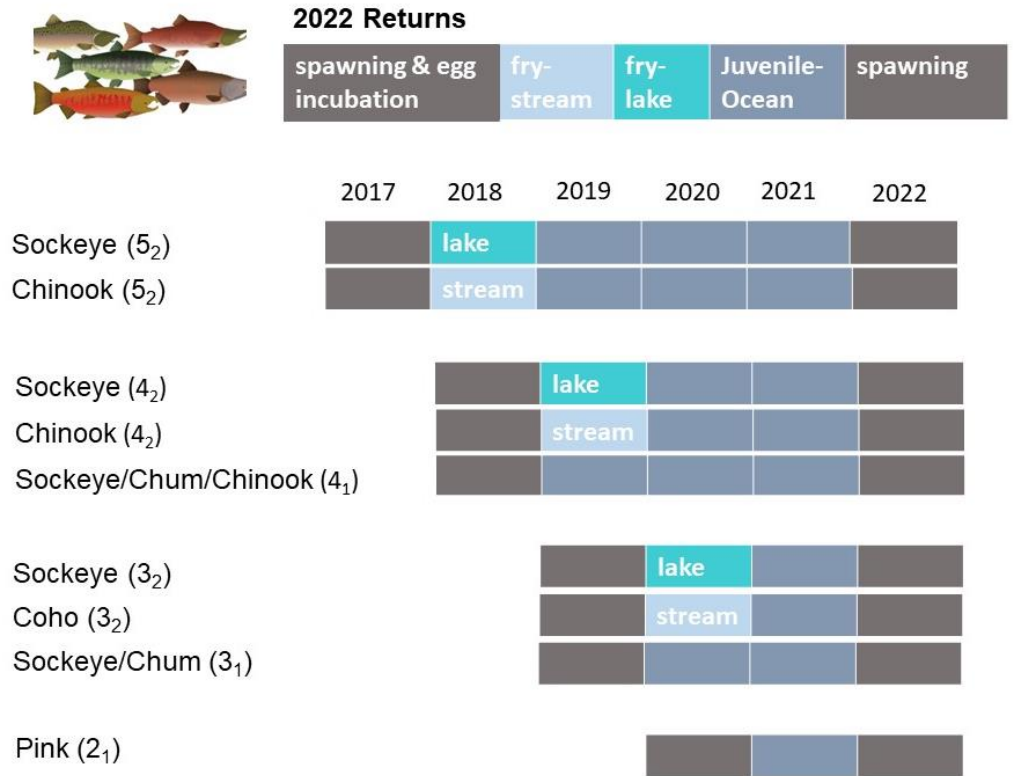 2022 Returns
spawning & egg incubation
fry-stream
fry-lake
Juvenile-Ocean
spawning
2017 2018 2019 2020 2021 2022
Sockeye (5₂) lake
Chinook (5₂) stream
Sockeye (4₂) lake
Chinook (4₂) stream
Sockeye/Chum/Chinook (4₁)
Sockeye (3₂) lake
Coho (3₂) stream
Sockeye/Chum (3₁)
Pink (2₁)